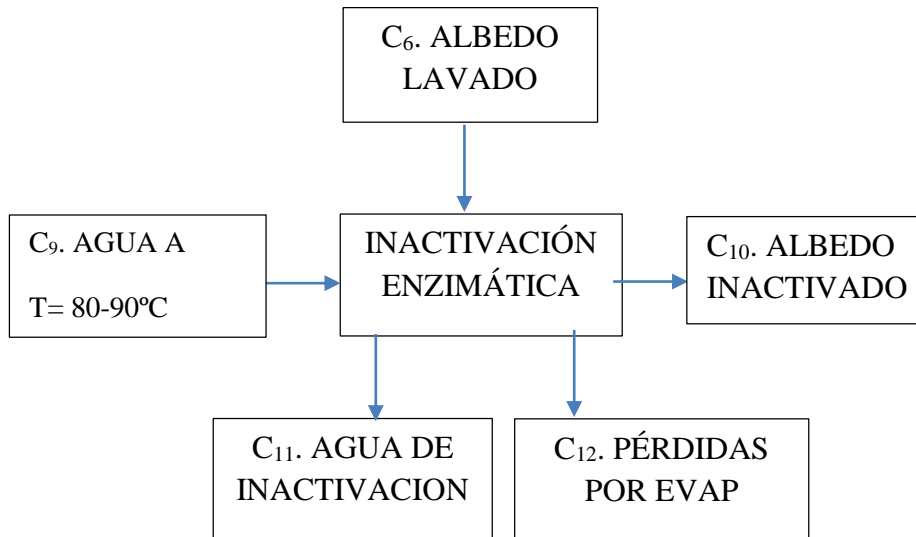 C₆. ALBEDO
LAVADO
C₉. AGUA A
T= 80-90ºC
INACTIVACIÓN
ENZIMÁTICA
C₁₀. ALBEDO
INACTIVADO
C₁₁. AGUA DE
INACTIVACION
C₁₂. PÉRDIDAS
POR EVAP